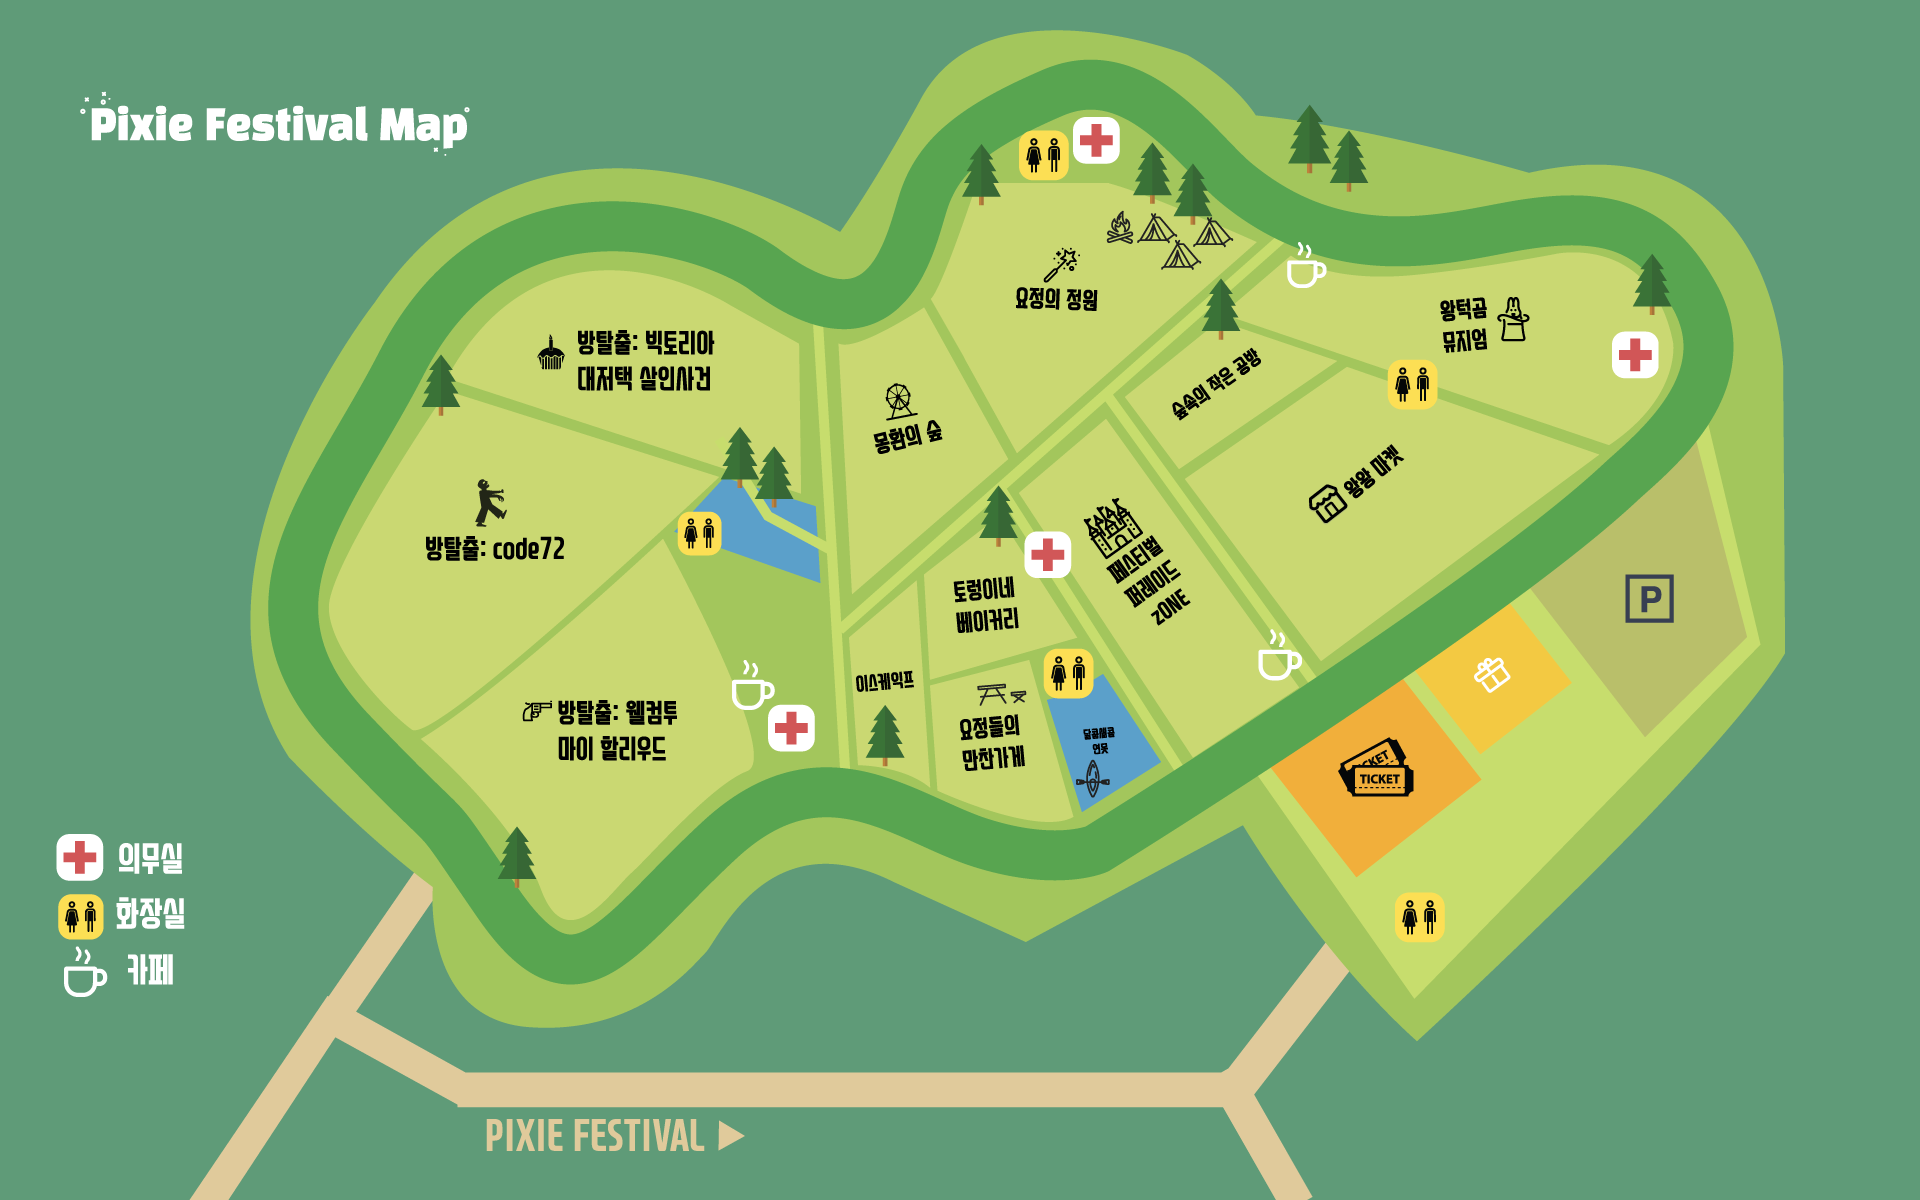 Pixie Festival Map
요정의 정원
왕턱곰
뮤지엄
방탈출: 빅토리아
대저택 살인사건
숲속의 작은 공방
몽환의 숲
왕왕 마켓
방탈출: code72
페스티벌
퍼레이드
ZONE
토렁이네
베이커리
P
이스케익프
방탈출: 웰컴투
마이 할리우드
요정들의
만찬가게
달콤새콤
연못
TICKET
TICKET
의무실
화장실
카페
PIXIE FESTIVAL